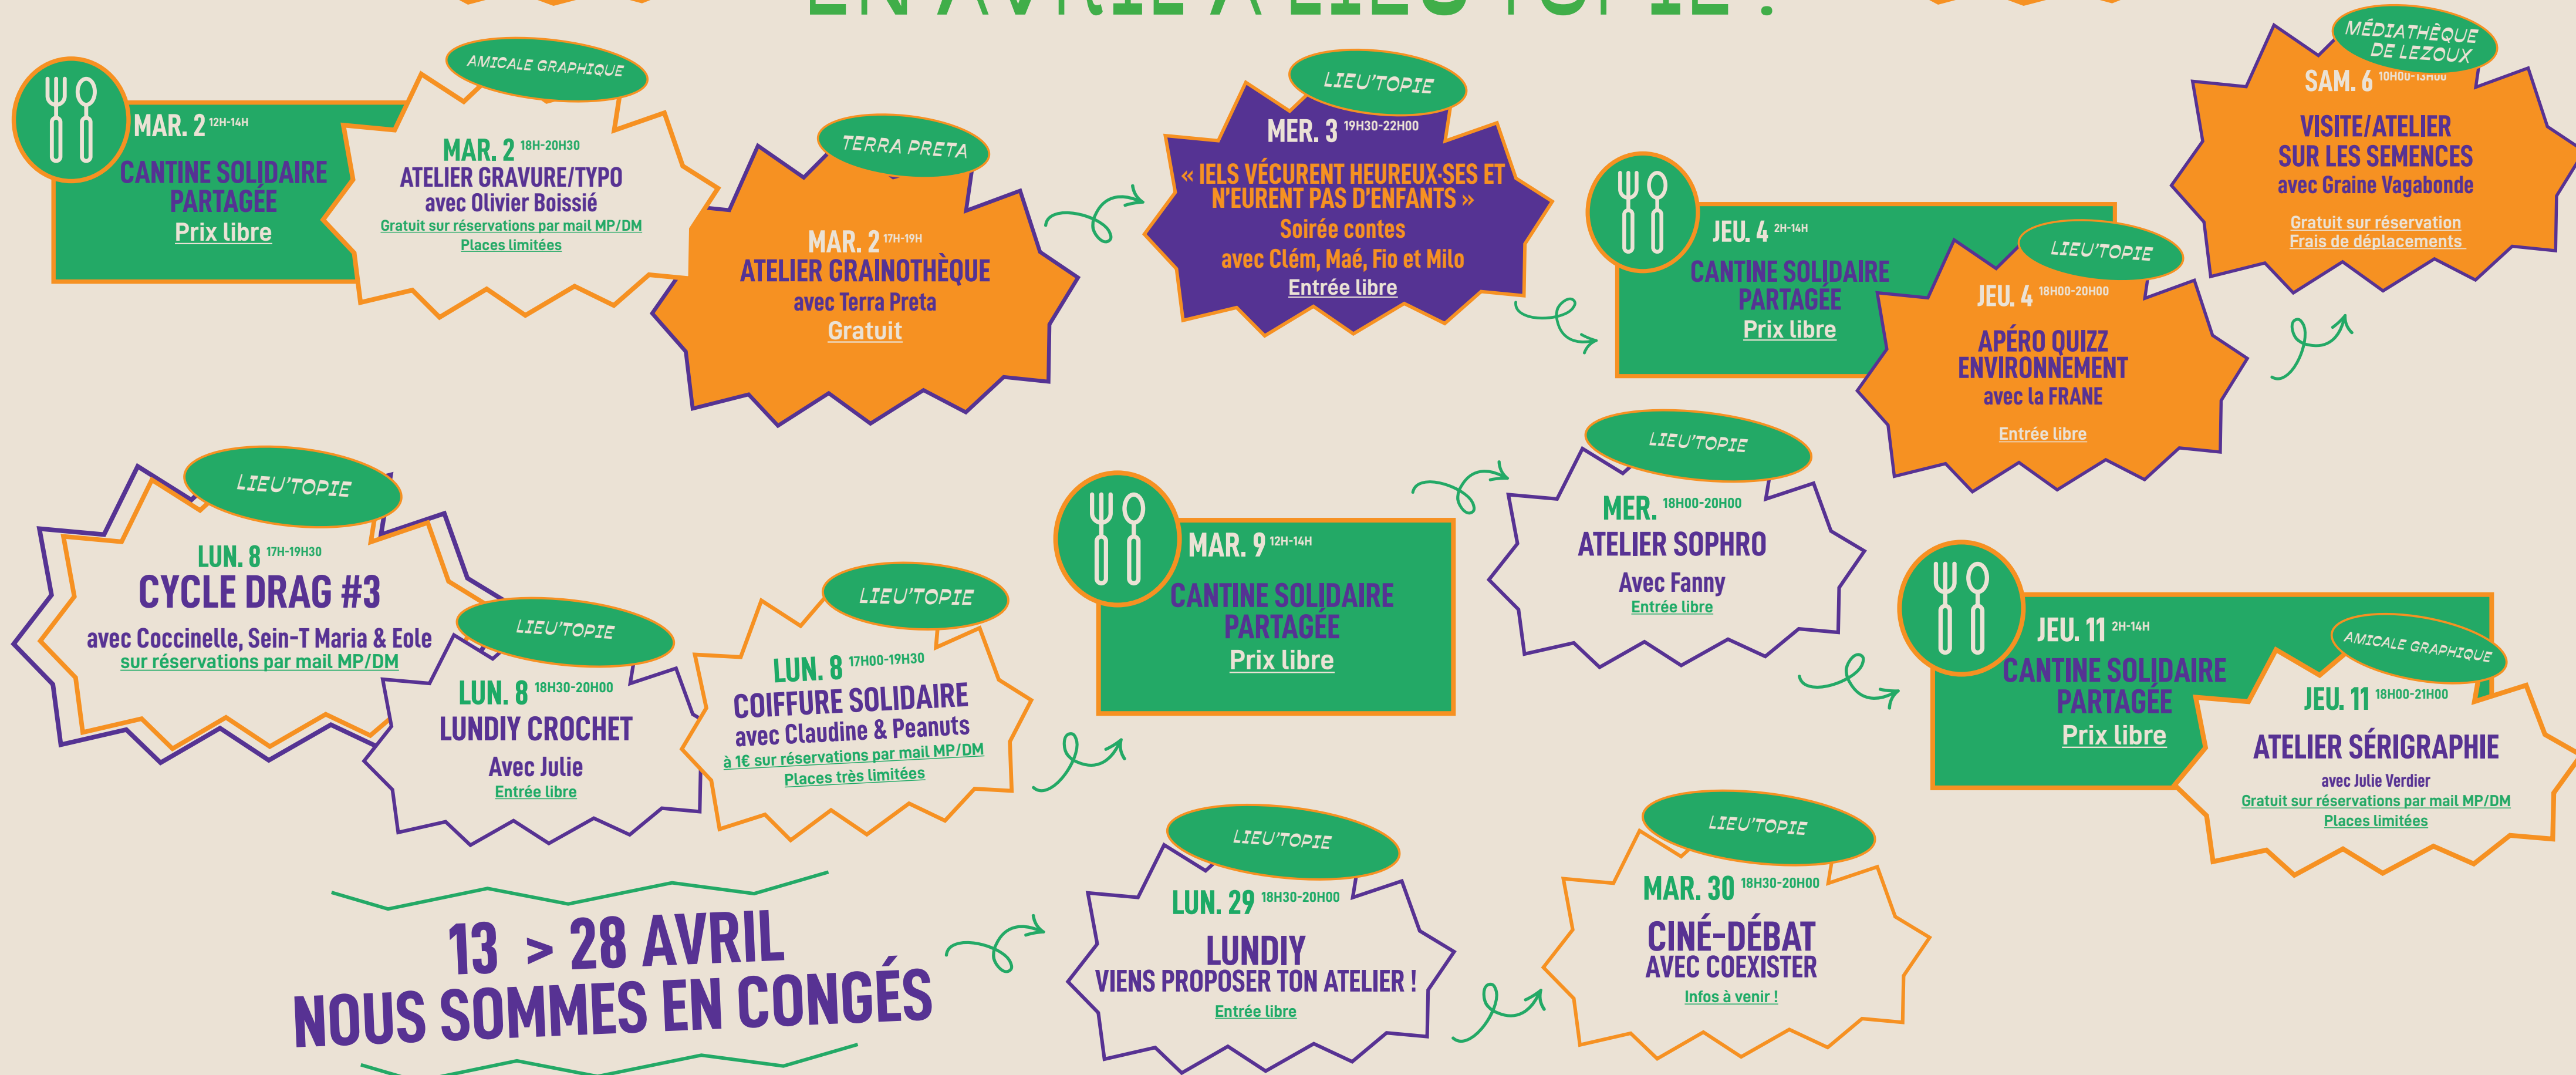 EN AVRIL À LIEU'TOPIE !
MAR. 2 12H-14H
CANTINE SOLIDAIRE
PARTAGÉE
Prix libre
AMICALE GRAPHIQUE
MAR. 2 18H-20H30
ATELIER GRAVURE/TYPO
avec Olivier Boissié
Gratuit sur réservations par mail MP/DM
Places limitées
TERRA PRETA
MAR. 2 17H-19H
ATELIER GRAINOTHÈQUE
avec Terra Preta
Gratuit
LIEU'TOPIE
MER. 3 19H30-22H00
« IELS VÉCURENT HEUREUX·SES ET
N'EURENT PAS D'ENFANTS »
Soirée contes
avec Clém, Maé, Fio et Milo
Entrée libre
JEU. 4 2H-14H
CANTINE SOLIDAIRE
PARTAGÉE
Prix libre
LIEU'TOPIE
JEU. 4 18H00-20H00
APÉRO QUIZZ
ENVIRONNEMENT
avec la FRANE
Entrée libre
MÉDIATHÈQUE
DE LEZOUX
SAM. 6 10H00-13H00
VISITE/ATELIER
SUR LES SEMENCES
avec Graine Vagabonde
Gratuit sur réservation
Frais de déplacements
LIEU'TOPIE
LUN. 8 17H-19H30
CYCLE DRAG #3
avec Coccinelle, Sein-T Maria & Eole
sur réservations par mail MP/DM
LIEU'TOPIE
LUN. 8 18H30-20H00
LUNDIY CROCHET
Avec Julie
Entrée libre
LIEU'TOPIE
LUN. 8 17H00-19H30
COIFFURE SOLIDAIRE
avec Claudine & Peanuts
à 1€ sur réservations par mail MP/DM
Places très limitées
MAR. 9 12H-14H
CANTINE SOLIDAIRE
PARTAGÉE
Prix libre
LIEU'TOPIE
MER. 18H00-20H00
ATELIER SOPHRO
Avec Fanny
Entrée libre
JEU. 11 2H-14H
CANTINE SOLIDAIRE
PARTAGÉE
Prix libre
AMICALE GRAPHIQUE
JEU. 11 18H00-21H00
ATELIER SÉRIGRAPHIE
avec Julie Verdier
Gratuit sur réservations par mail MP/DM
Places limitées
13 > 28 AVRIL
NOUS SOMMES EN CONGÉS
LIEU'TOPIE
LUN. 29 18H30-20H00
LUNDIY
VIENS PROPOSER TON ATELIER !
Entrée libre
LIEU'TOPIE
MAR. 30 18H30-20H00
CINÉ-DÉBAT
AVEC COEXISTER
Infos à venir !